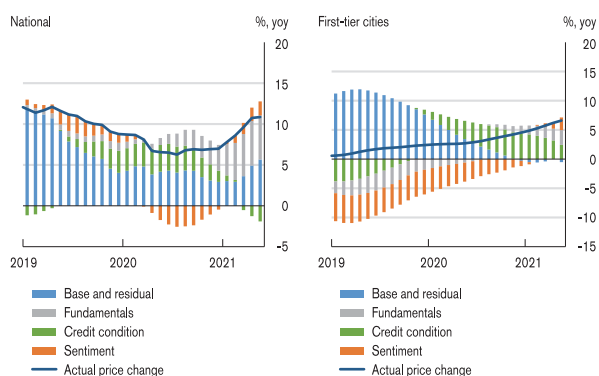 National
%, yoy
20
15
10
5
0
-5
2019
2020
2021
Base and residual
Fundamentals
Credit condition
Sentiment
Actual price change
First-tier cities
%, yoy
20
15
10
5
0
-5
-10
-15
2019
2020
2021
Base and residual
Fundamentals
Credit condition
Sentiment
Actual price change